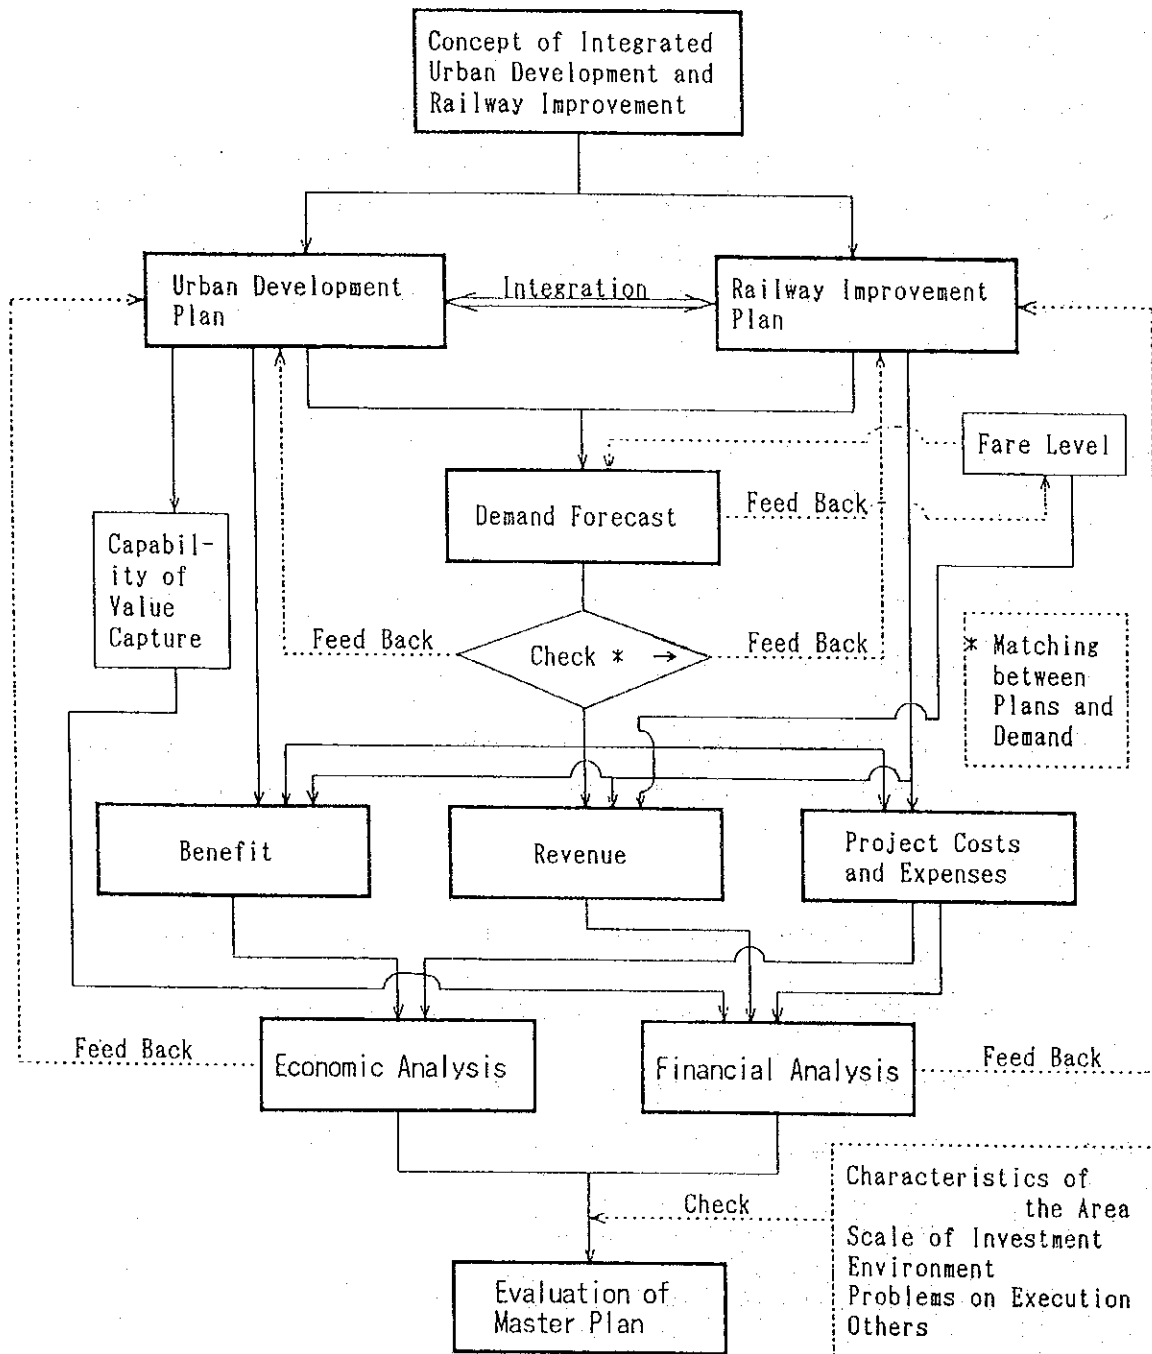 Concept of Integrated
Urban Development and
Railway Improvement
Urban Development
Plan
Integration
Railway Improvement
Plan
Fare Level
Demand Forecast
Feed Back
Capabil-
ity of
Value
Capture
Feed Back
Check * →
Feed Back
* Matching
between
Plans and
Demand
Benefit
Revenue
Project Costs
and Expenses
Feed Back
Economic Analysis
Financial Analysis
Feed Back
Check
Characteristics of
the Area
Scale of Investment
Environment
Problems on Execution
Others
Evaluation of
Master Plan